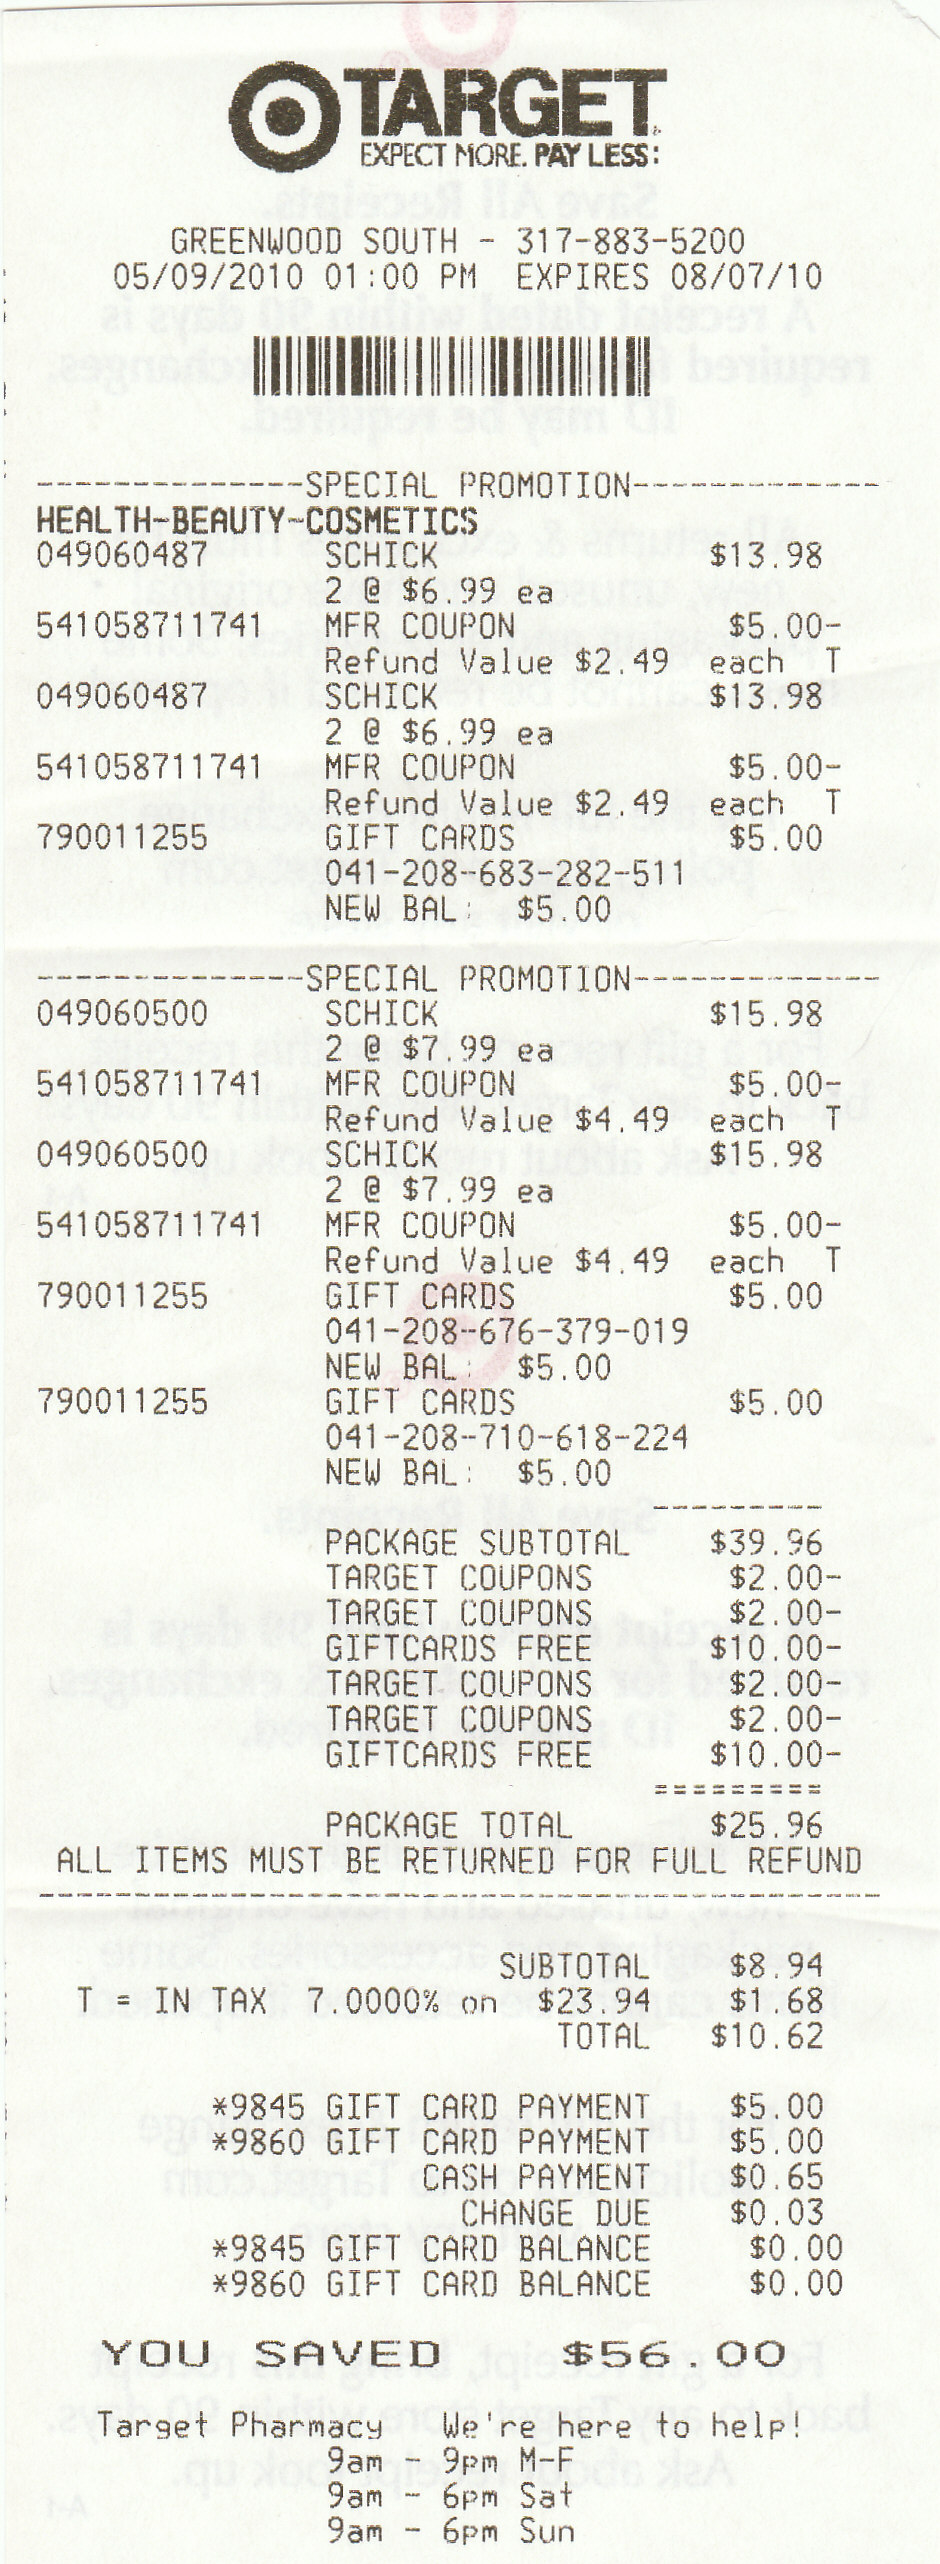 TARGET
EXPECT MORE. PAY LESS.
GREENWOOD SOUTH - 317-883-5200
05/09/2010 01:00 PM EXPIRES 08/07/10
--------------SPECIAL PROMOTION-------------
HEALTH-BEAUTY-COSMETICS
049060487 SCHICK $13.98
2 @ $6.99 ea
541058711741 MFR COUPON $5.00-
Refund Value $2.49 each T
049060487 SCHICK $13.98
2 @ $6.99 ea
541058711741 MFR COUPON $5.00-
Refund Value $2.49 each T
790011255 GIFT CARDS $5.00
041-208-683-282-511
NEW BAL: $5.00
--------------SPECIAL PROMOTION-------------
049060500 SCHICK $15.98
2 @ $7.99 ea
541058711741 MFR COUPON $5.00-
Refund Value $4.49 each T
049060500 SCHICK $15.98
2 @ $7.99 ea
541058711741 MFR COUPON $5.00-
Refund Value $4.49 each T
790011255 GIFT CARDS $5.00
041-208-676-379-019
NEW BAL: $5.00
790011255 GIFT CARDS $5.00
041-208-710-618-224
NEW BAL: $5.00
---------
PACKAGE SUBTOTAL $39.96
TARGET COUPONS $2.00-
TARGET COUPONS $2.00-
GIFTCARDS FREE $10.00-
TARGET COUPONS $2.00-
TARGET COUPONS $2.00-
GIFTCARDS FREE $10.00-
=========
PACKAGE TOTAL $25.96
ALL ITEMS MUST BE RETURNED FOR FULL REFUND
--------------------------------------------
SUBTOTAL $8.94
T = IN TAX 7.0000% on $23.94 $1.68
TOTAL $10.62
*9845 GIFT CARD PAYMENT $5.00
*9860 GIFT CARD PAYMENT $5.00
CASH PAYMENT $0.65
CHANGE DUE $0.03
*9845 GIFT CARD BALANCE $0.00
*9860 GIFT CARD BALANCE $0.00
YOU SAVED $56.00
Target Pharmacy We're here to help!
9am - 9pm M-F
9am - 6pm Sat
9am - 6pm Sun